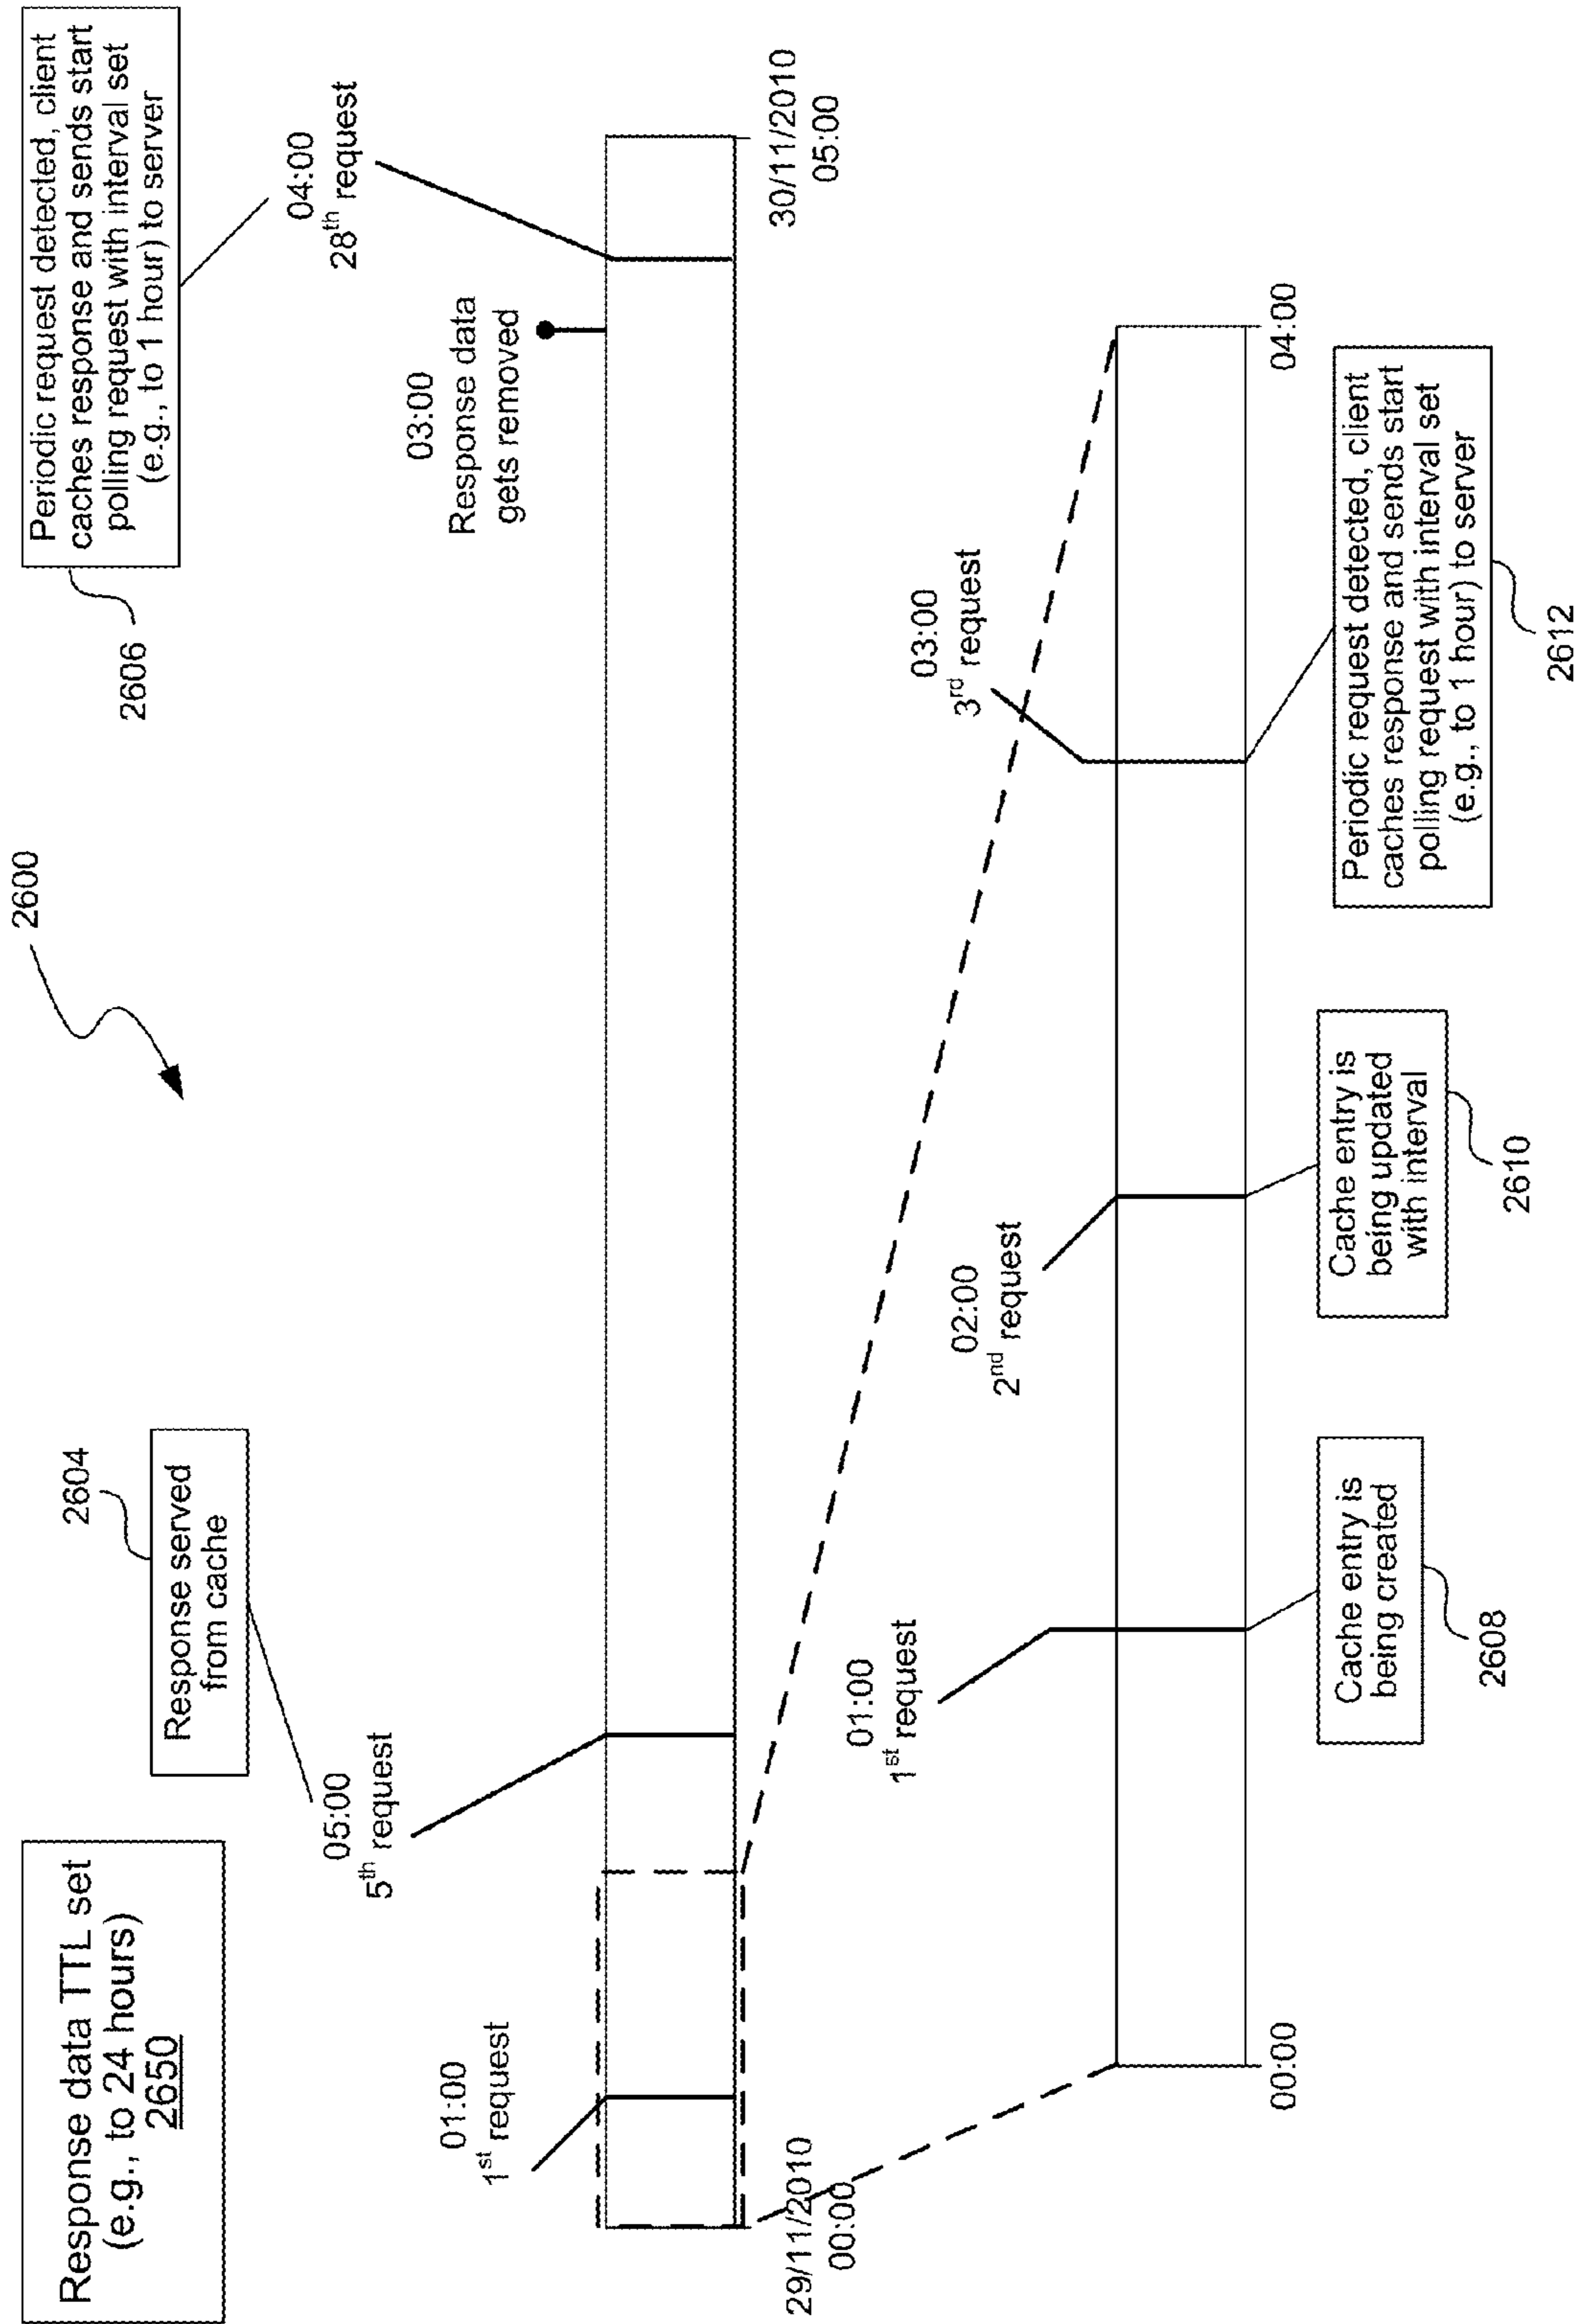 2600
Response data TTL set
(e.g., to 24 hours)
2650
2604
Response served
from cache
2606
Periodic request detected, client
caches response and sends start
polling request with interval set
(e.g., to 1 hour) to server
01:00
1st request
05:00
5th request
03:00
Response data
gets removed
04:00
28th request
29/11/2010
00:00
30/11/2010
05:00
01:00
1st request
02:00
2nd request
03:00
3rd request
00:00
04:00
Cache entry is
being created
2608
Cache entry is
being updated
with interval
2610
Periodic request detected, client
caches response and sends start
polling request with interval set
(e.g., to 1 hour) to server
2612